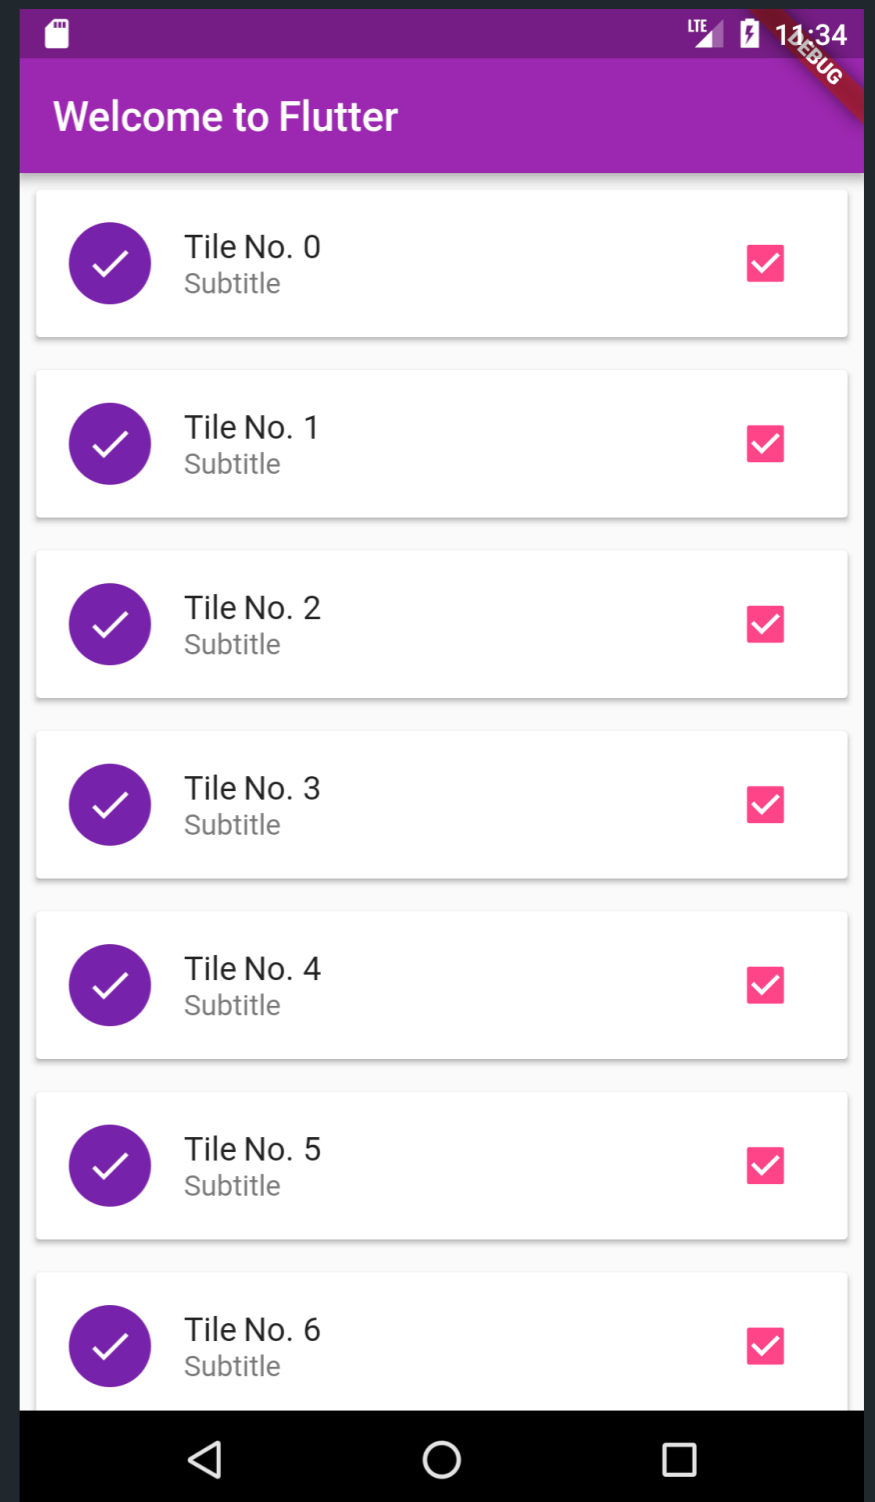 LTE 11:34
DEBUG
Welcome to Flutter
Tile No. 0
Subtitle
Tile No. 1
Subtitle
Tile No. 2
Subtitle
Tile No. 3
Subtitle
Tile No. 4
Subtitle
Tile No. 5
Subtitle
Tile No. 6
Subtitle